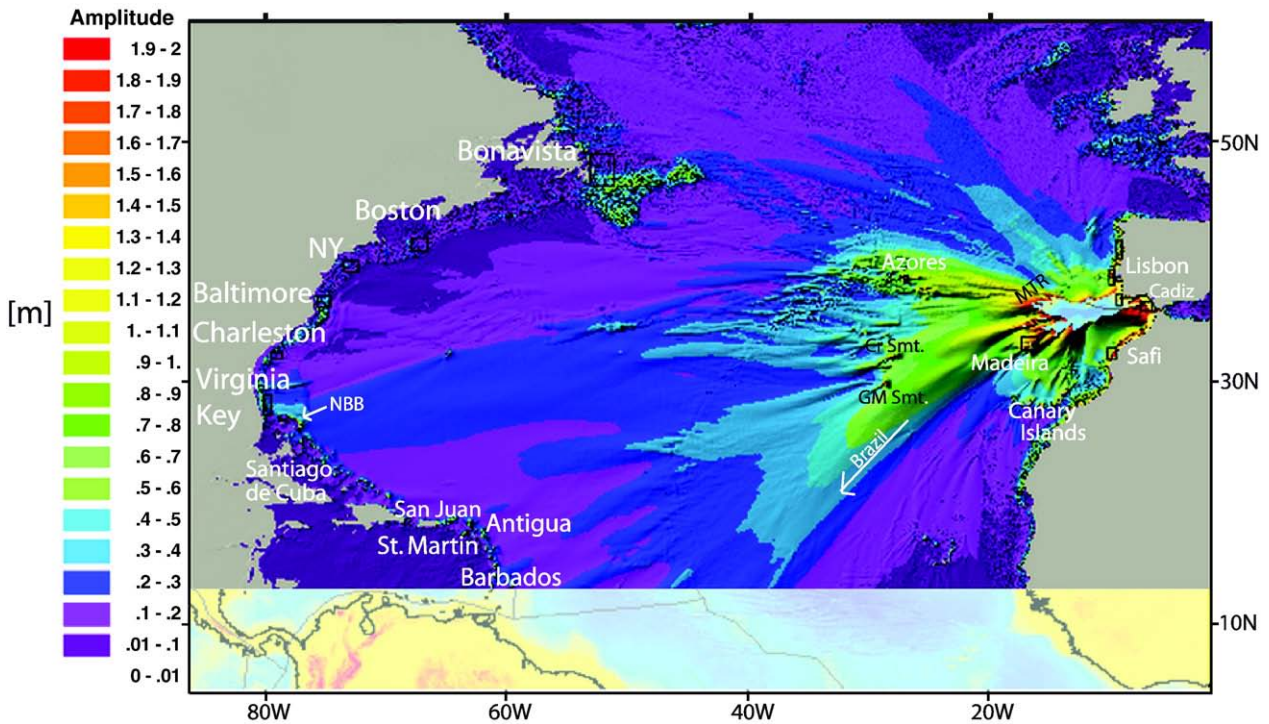 Amplitude
1.9 - 2
1.8 - 1.9
1.7 - 1.8
1.6 - 1.7
1.5 - 1.6
1.4 - 1.5
1.3 - 1.4
1.2 - 1.3
1.1 - 1.2
1. - 1.1
.9 - 1.
.8 - .9
.7 - .8
.6 - .7
.5 - .6
.4 - .5
.3 - .4
.2 - .3
.1 - .2
.01 - .1
0 - .01
[m]
Bonavista
Boston
NY
Baltimore
Charleston
Virginia
Key
NBB
Santiago
de Cuba
San Juan
Antigua
St. Martin
Barbados
Azores
MTR
Lisbon
Cadiz
Cr Smt.
Madeira
Safi
GM Smt.
Canary
Islands
Brazil
50N
30N
10N
80W
60W
40W
20W